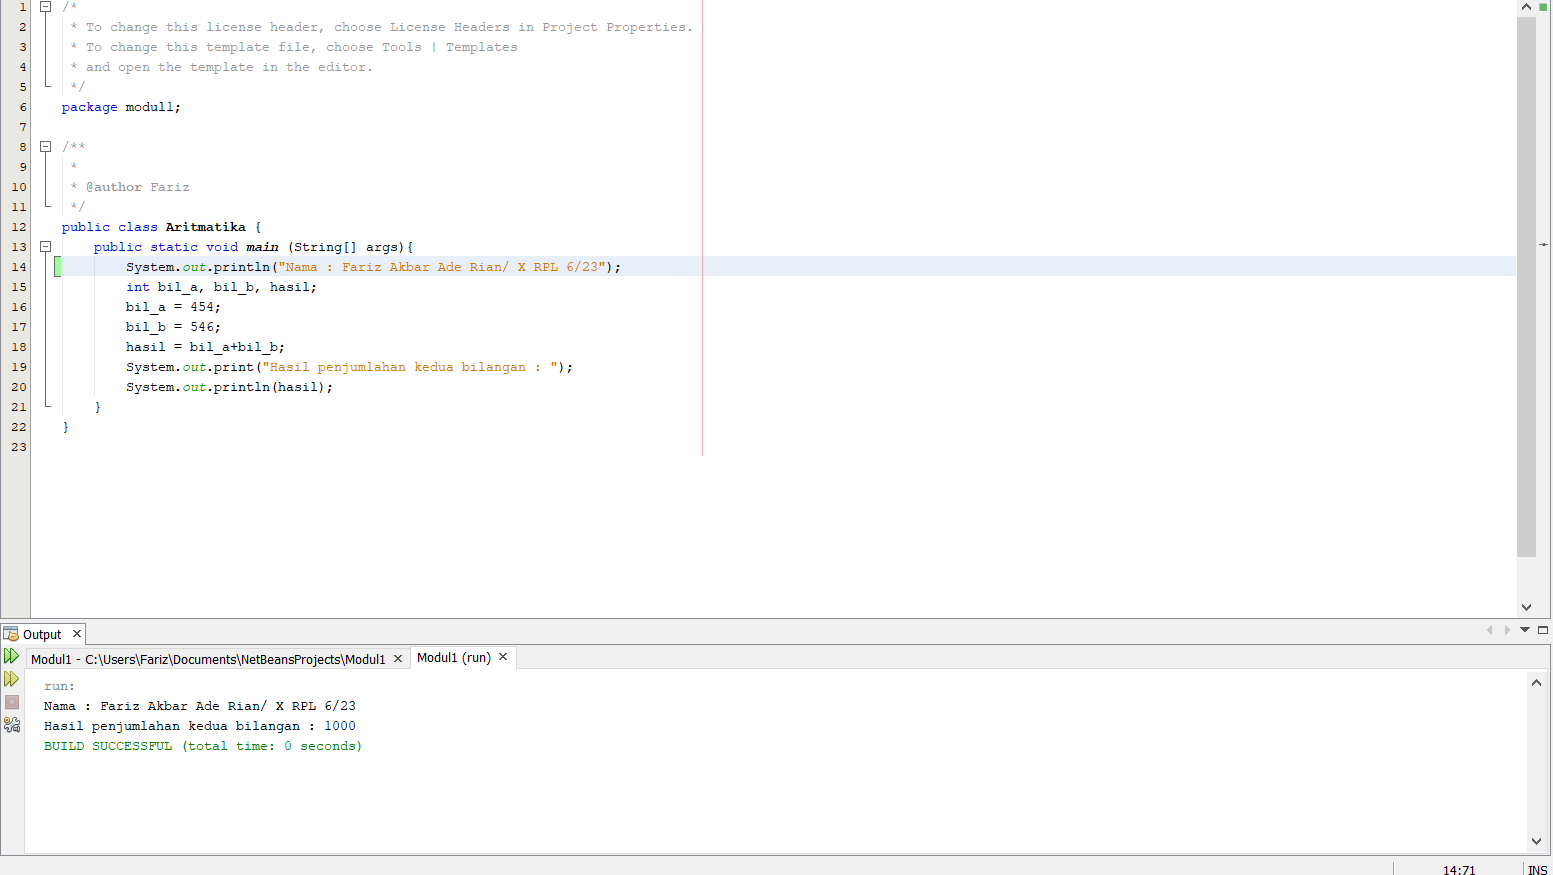 1 /*
2  * To change this license header, choose License Headers in Project Properties.
3  * To change this template file, choose Tools | Templates
4  * and open the template in the editor.
5  */
6 package modul1;
7
8 /**
9  *
10  * @author Fariz
11  */
12 public class Aritmatika {
13     public static void main (String[] args){
14         System.out.println("Nama : Fariz Akbar Ade Rian/ X RPL 6/23");
15         int bil_a, bil_b, hasil;
16         bil_a = 454;
17         bil_b = 546;
18         hasil = bil_a+bil_b;
19         System.out.print("Hasil penjumlahan kedua bilangan : ");
20         System.out.println(hasil);
21     }
22 }
23
Output
Modul1 - C:\Users\Fariz\Documents\NetBeansProjects\Modul1 Modul1 (run)
run:
Nama : Fariz Akbar Ade Rian/ X RPL 6/23
Hasil penjumlahan kedua bilangan : 1000
BUILD SUCCESSFUL (total time: 0 seconds)
14:71 INS